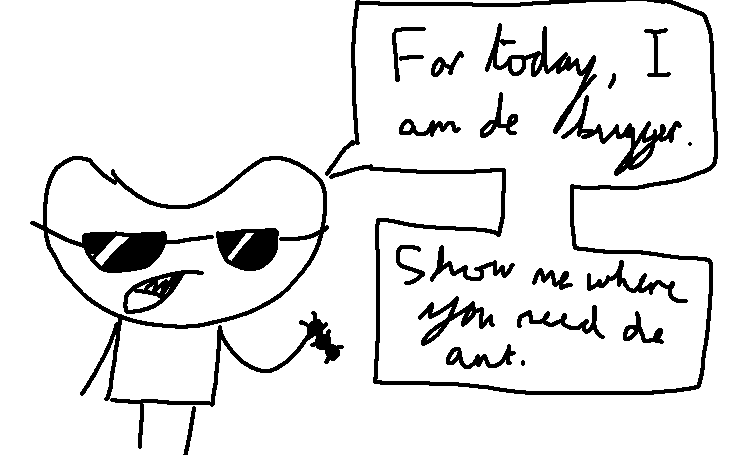 For today, I
am de bugger.
Show me where
you need de
ant.